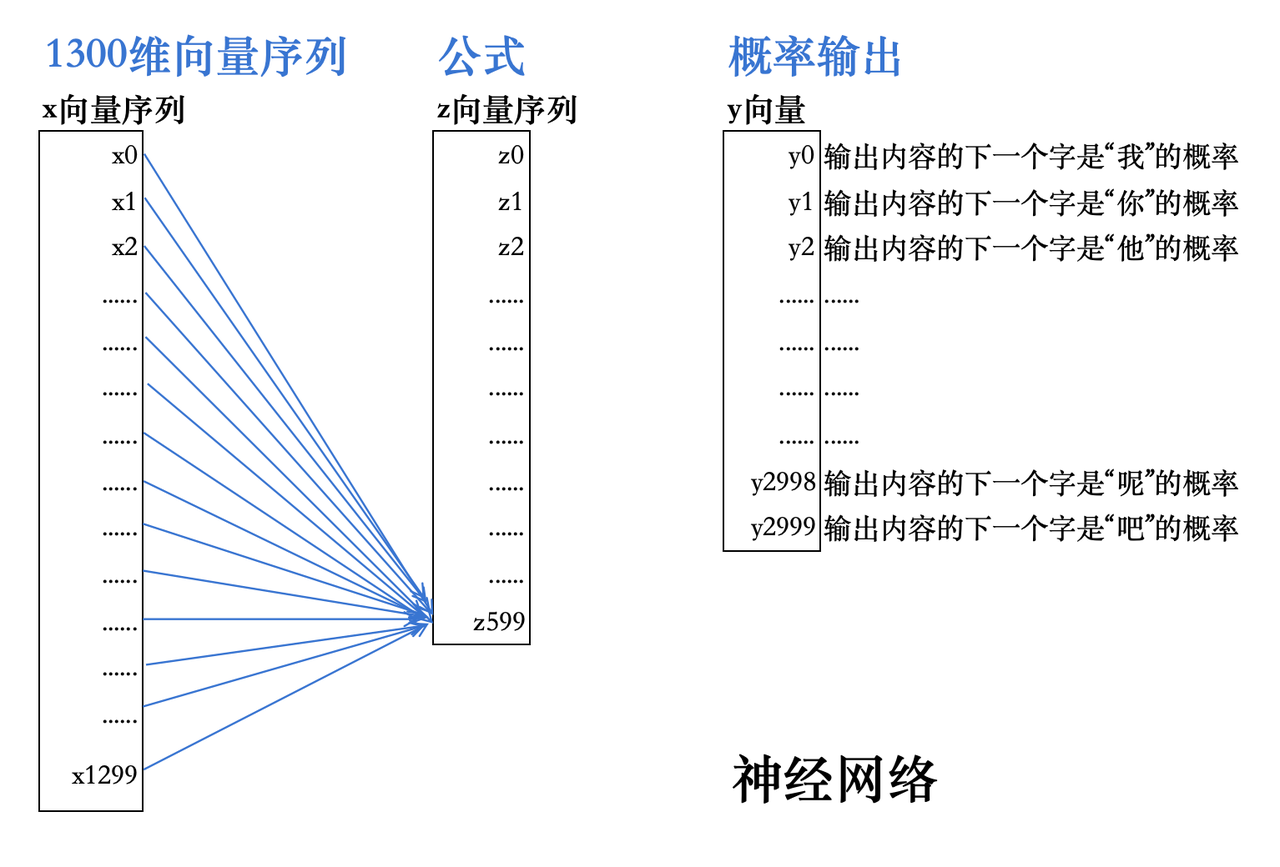 1300维向量序列
公式
概率输出
x向量序列
z向量序列
y向量
x0
z0
y0 输出内容的下一个字是“我”的概率
x1
z1
y1 输出内容的下一个字是“你”的概率
x2
z2
y2 输出内容的下一个字是“他”的概率
......
......
...... ......
......
......
...... ......
......
......
...... ......
......
......
...... ......
......
......
y2998 输出内容的下一个字是“呢”的概率
......
......
y2999 输出内容的下一个字是“吧”的概率
......
......
......
z599
......
......
x1299
神经网络